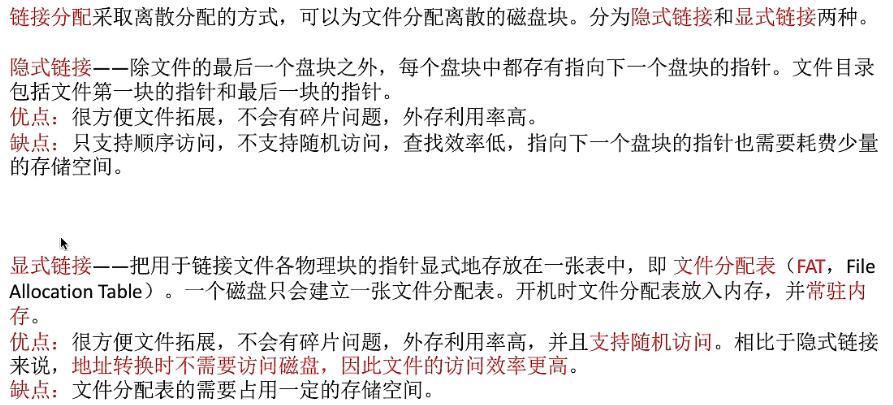 链接分配采取离散分配的方式，可以为文件分配离散的磁盘块。分为隐式链接和显式链接两种。
隐式链接——除文件的最后一个盘块之外，每个盘块中都存有指向下一个盘块的指针。文件目录
包括文件第一块的指针和最后一块的指针。
优点：很方便文件拓展，不会有碎片问题，外存利用率高。
缺点：只支持顺序访问，不支持随机访问，查找效率低，指向下一个盘块的指针也需要耗费少量
的存储空间。
显式链接——把用于链接文件各物理块的指针显式地存放在一张表中，即 文件分配表（FAT，File
Allocation Table）。一个磁盘只会建立一张文件分配表。开机时文件分配表放入内存，并常驻内
存。
优点：很方便文件拓展，不会有碎片问题，外存利用率高，并且支持随机访问。相比于隐式链接
来说，地址转换时不需要访问磁盘，因此文件的访问效率更高。
缺点：文件分配表的需要占用一定的存储空间。